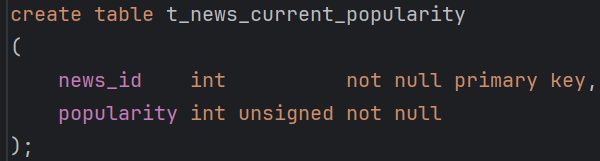 create table t_news_current_popularity
(
    news_id    int          not null primary key,
    popularity int unsigned not null
);